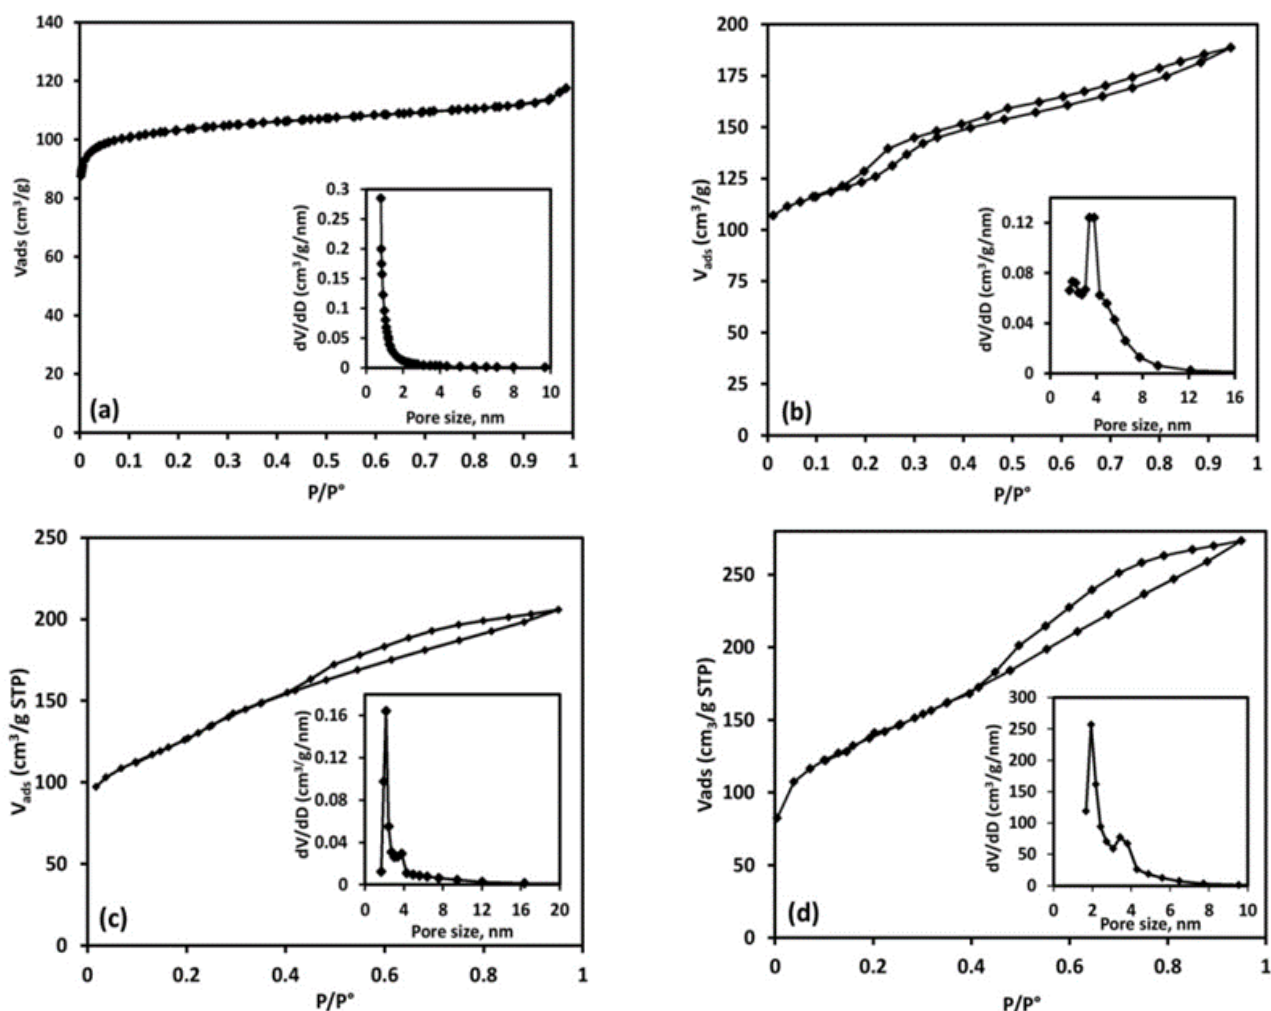 140
120
100
80
60
40
20
0
Vads (cm³/g)
0 0.1 0.2 0.3 0.4 0.5 0.6 0.7 0.8 0.9 1
P/P°
(a)
0.3
0.25
0.2
0.15
0.1
0.05
0
dV/dD (cm³/g/nm)
0 2 4 6 8 10
Pore size, nm
200
175
150
125
100
75
50
25
0
Vads (cm³/g)
0 0.1 0.2 0.3 0.4 0.5 0.6 0.7 0.8 0.9 1
P/P°
(b)
0.12
0.08
0.04
0
dV/dD (cm³/g/nm)
0 4 8 12 16
Pore size, nm
250
200
150
100
50
0
Vads (cm³/g STP)
0 0.2 0.4 0.6 0.8 1
P/P°
(c)
0.16
0.12
0.08
0.04
0
dV/dD (cm³/g/nm)
0 4 8 12 16 20
Pore size, nm
250
200
150
100
50
0
Vads (cm₃/g STP)
0 0.2 0.4 0.6 0.8 1
P/P°
(d)
300
250
200
150
100
50
0
dV/dD (cm³/g/nm)
0 2 4 6 8 10
Pore size, nm